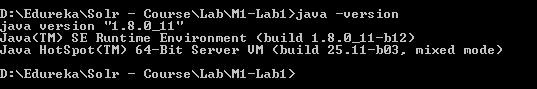 D:\Edureka\Solr - Course\Lab\M1-Lab1>java -version
java version "1.8.0_11"
Java(TM) SE Runtime Environment (build 1.8.0_11-b12)
Java HotSpot(TM) 64-Bit Server VM (build 25.11-b03, mixed mode)
D:\Edureka\Solr - Course\Lab\M1-Lab1>